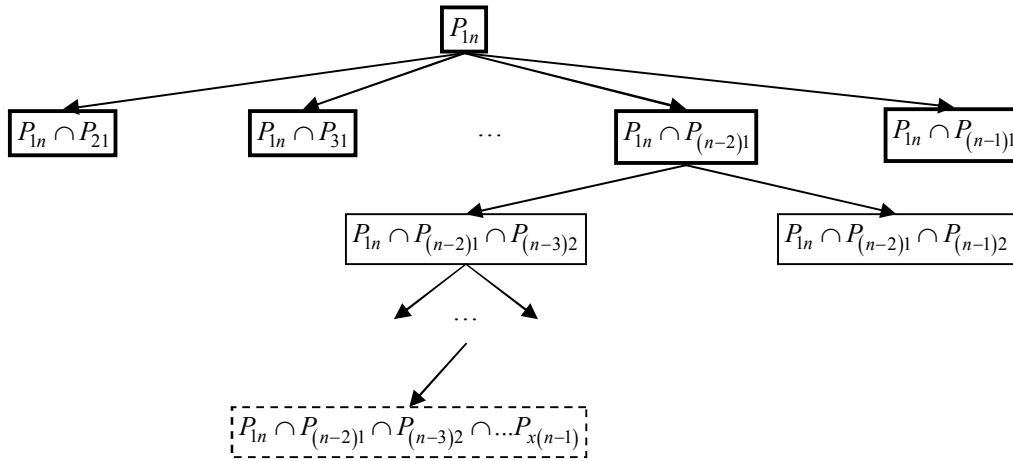 P_{1n}
P_{1n} ∩ P_{21} P_{1n} ∩ P_{31} ... P_{1n} ∩ P_{(n−2)1} P_{1n} ∩ P_{(n−1)1}
P_{1n} ∩ P_{(n−2)1} ∩ P_{(n−3)2} P_{1n} ∩ P_{(n−2)1} ∩ P_{(n−1)2}
...
P_{1n} ∩ P_{(n−2)1} ∩ P_{(n−3)2} ∩ ...P_{x(n−1)}